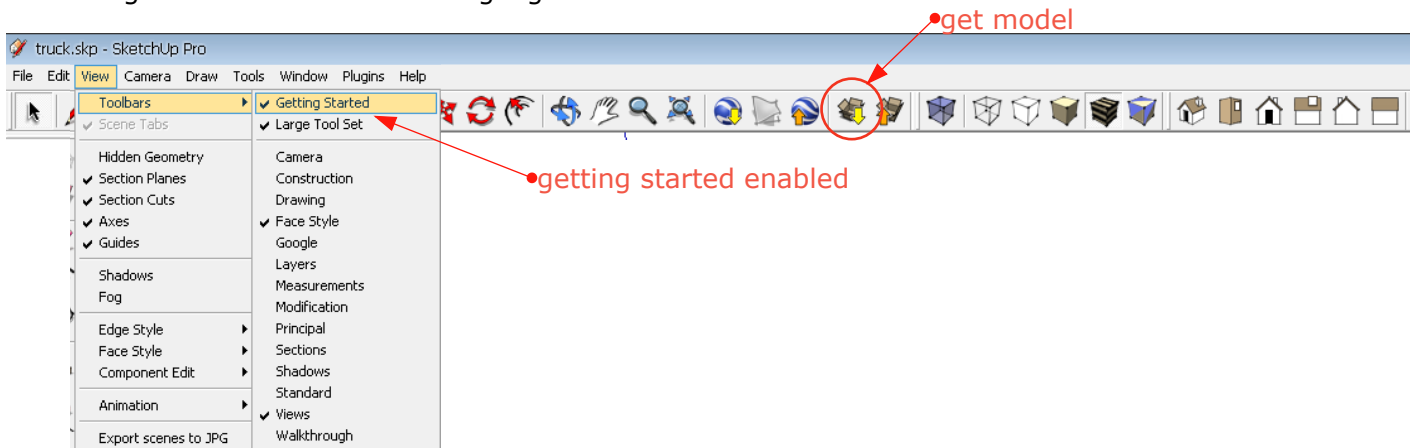 get model
truck.skp - SketchUp Pro
File Edit View Camera Draw Tools Window Plugins Help
Toolbars
Scene Tabs
Hidden Geometry
Section Planes
Section Cuts
Axes
Guides
Shadows
Fog
Edge Style
Face Style
Component Edit
Animation
Export scenes to JPG
Getting Started
Large Tool Set
Camera
Construction
Drawing
Face Style
Google
Layers
Measurements
Modification
Principal
Sections
Shadows
Standard
Views
Walkthrough
getting started enabled